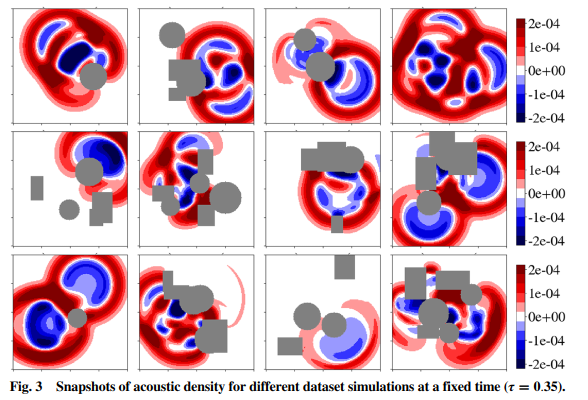 2e-04
1e-04
0e+00
-1e-04
-2e-04
2e-04
1e-04
0e+00
-1e-04
-2e-04
2e-04
1e-04
0e+00
-1e-04
-2e-04
Fig. 3 Snapshots of acoustic density for different dataset simulations at a fixed time (τ = 0.35).